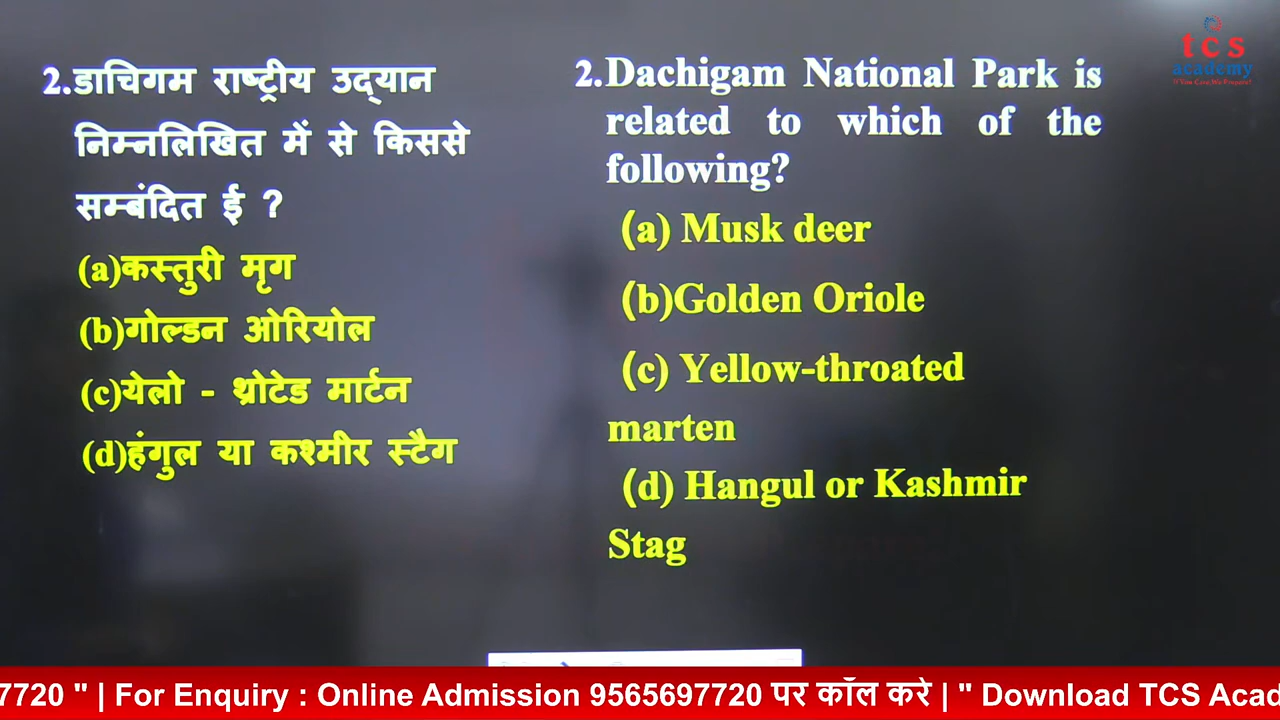 2.डाचिगम राष्ट्रीय उद्यान
निम्नलिखित में से किससे
सम्बंदित ई ?
(a)कस्तुरी मृग
(b)गोल्डन ओरियोल
(c)येलो - थ्रोटेड मार्टन
(d)हंगुल या कश्मीर स्टैग
2.Dachigam National Park is
related to which of the
following?
(a) Musk deer
(b)Golden Oriole
(c) Yellow-throated
marten
(d) Hangul or Kashmir
Stag
tcs
academy
7720 " | For Enquiry : Online Admission 9565697720 पर कॉल करे | " Download TCS Acad